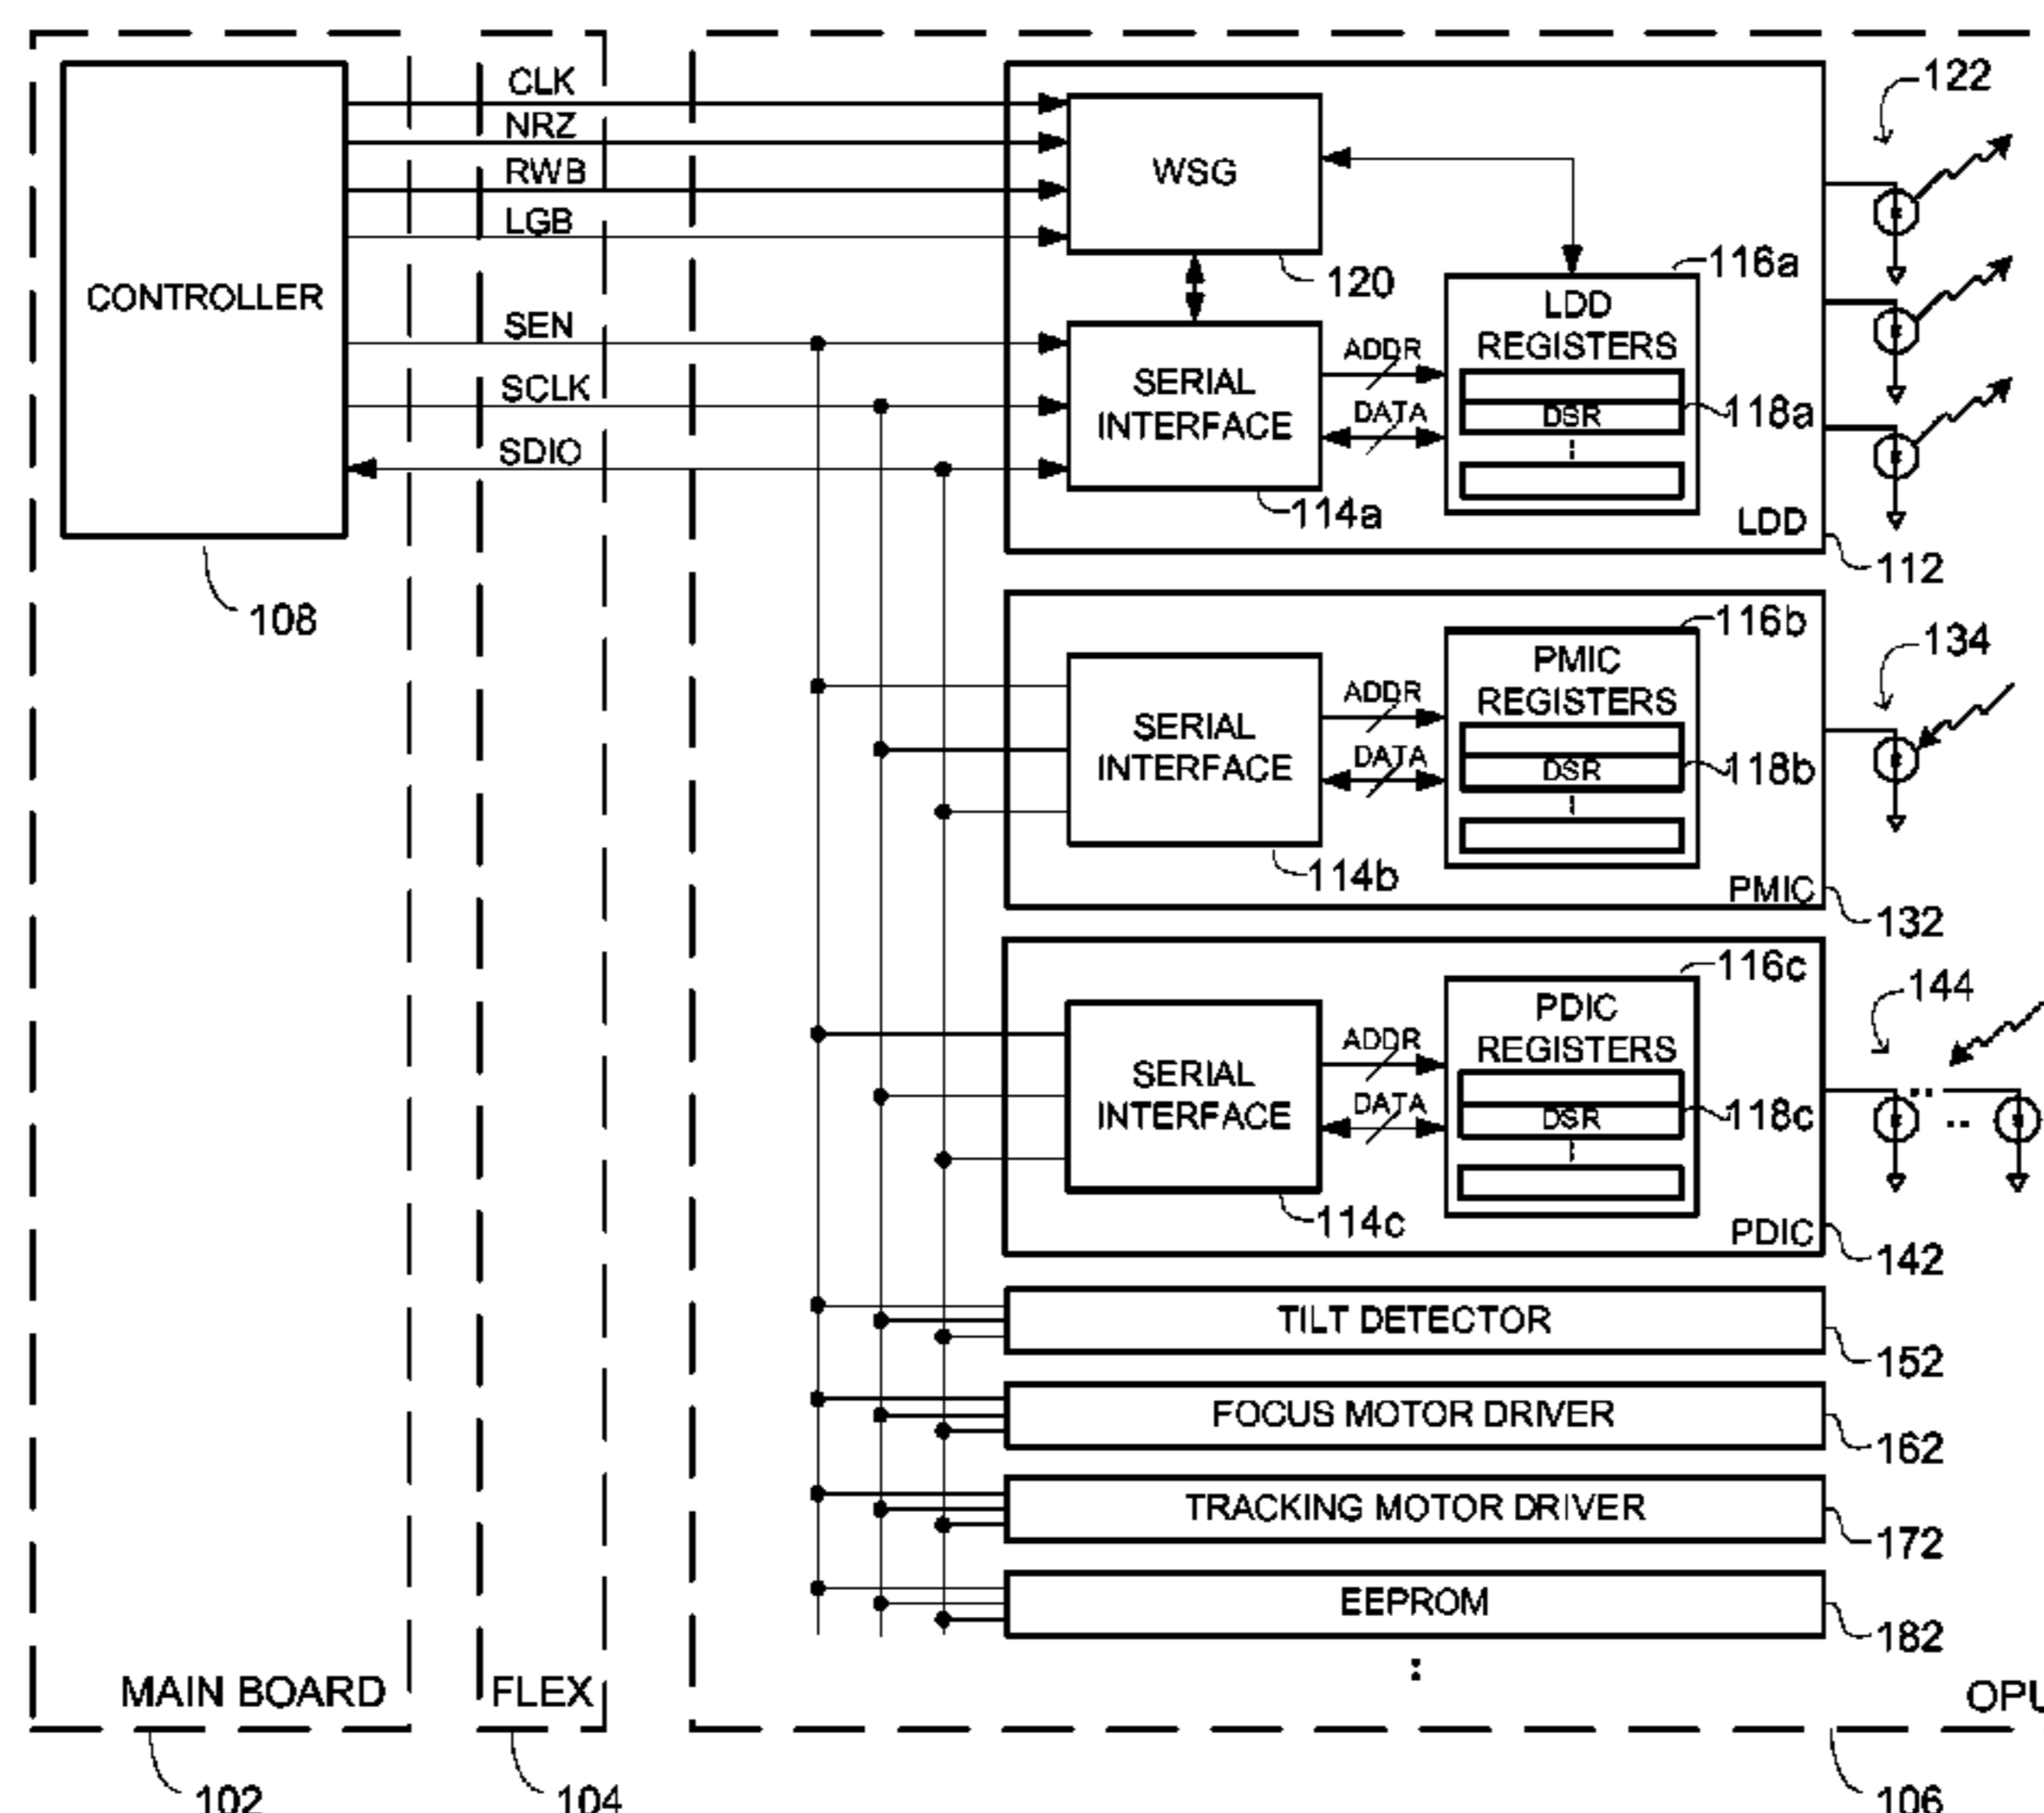 CLK
NRZ
RWB
LGB
CONTROLLER
SEN
SCLK
SDIO
108
WSG
120
SERIAL
INTERFACE
114a
ADDR
DATA
116a
LDD
REGISTERS
DSR
118a
LDD
112
122
SERIAL
INTERFACE
114b
ADDR
DATA
116b
PMIC
REGISTERS
DSR
118b
PMIC
132
134
SERIAL
INTERFACE
114c
ADDR
DATA
116c
PDIC
REGISTERS
DSR
118c
PDIC
142
144
TILT DETECTOR
152
FOCUS MOTOR DRIVER
162
TRACKING MOTOR DRIVER
172
EEPROM
182
MAIN BOARD
FLEX
OPU
102
104
106